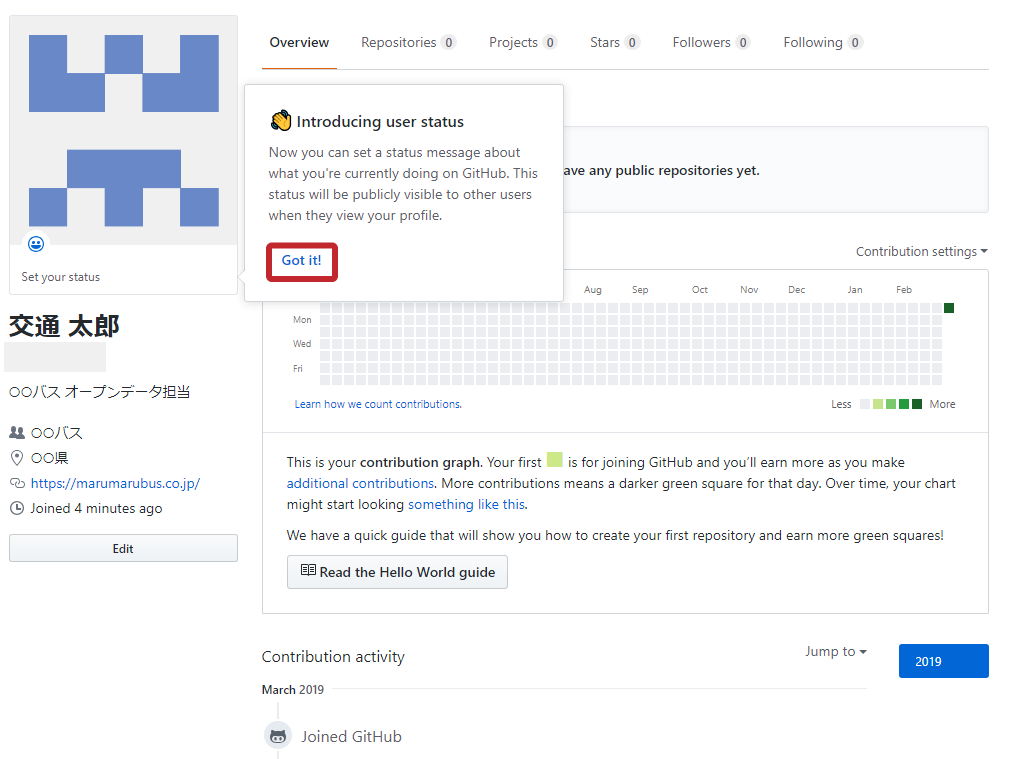 Overview Repositories 0 Projects 0 Stars 0 Followers 0 Following 0
Introducing user status
Now you can set a status message about
what you're currently doing on GitHub. This
status will be publicly visible to other users
when they view your profile.
Got it!
ave any public repositories yet.
Set your status
交通 太郎
○○バス オープンデータ担当
○○バス
○○県
https://marumarubus.co.jp/
Joined 4 minutes ago
Edit
Contribution settings
Aug Sep Oct Nov Dec Jan Feb
Mon
Wed
Fri
Learn how we count contributions.
Less More
This is your contribution graph. Your first is for joining GitHub and you'll earn more as you make
additional contributions. More contributions means a darker green square for that day. Over time, your chart
might start looking something like this.
We have a quick guide that will show you how to create your first repository and earn more green squares!
Read the Hello World guide
Contribution activity
Jump to
2019
March 2019
Joined GitHub